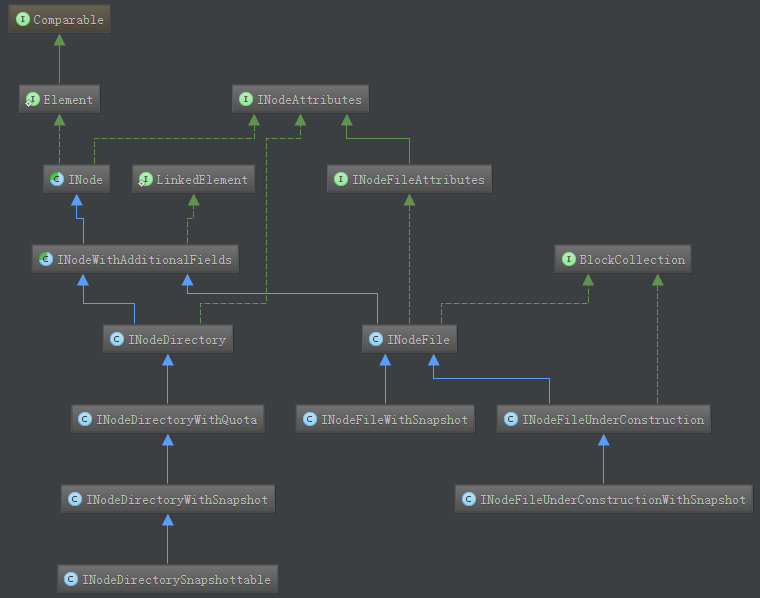 I Comparable
I Element
I INodeAttributes
C INode
I LinkedElement
I INodeFileAttributes
C INodeWithAdditionalFields
I BlockCollection
C INodeDirectory
C INodeFile
C INodeDirectoryWithQuota
C INodeFileWithSnapshot
C INodeFileUnderConstruction
C INodeDirectoryWithSnapshot
C INodeFileUnderConstructionWithSnapshot
C INodeDirectorySnapshottable